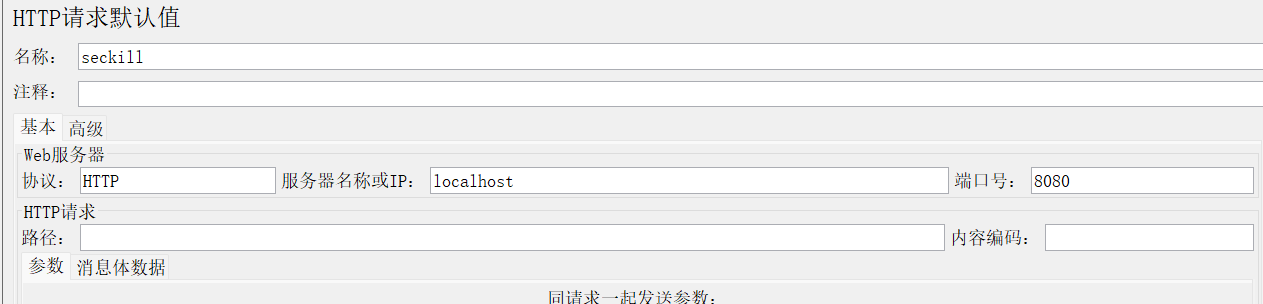 HTTP请求默认值
名称： seckill
注释：
基本 高级
Web服务器
协议： HTTP 服务器名称或IP： localhost 端口号： 8080
HTTP请求
路径： 内容编码：
参数 消息体数据
同请求一起发送参数：